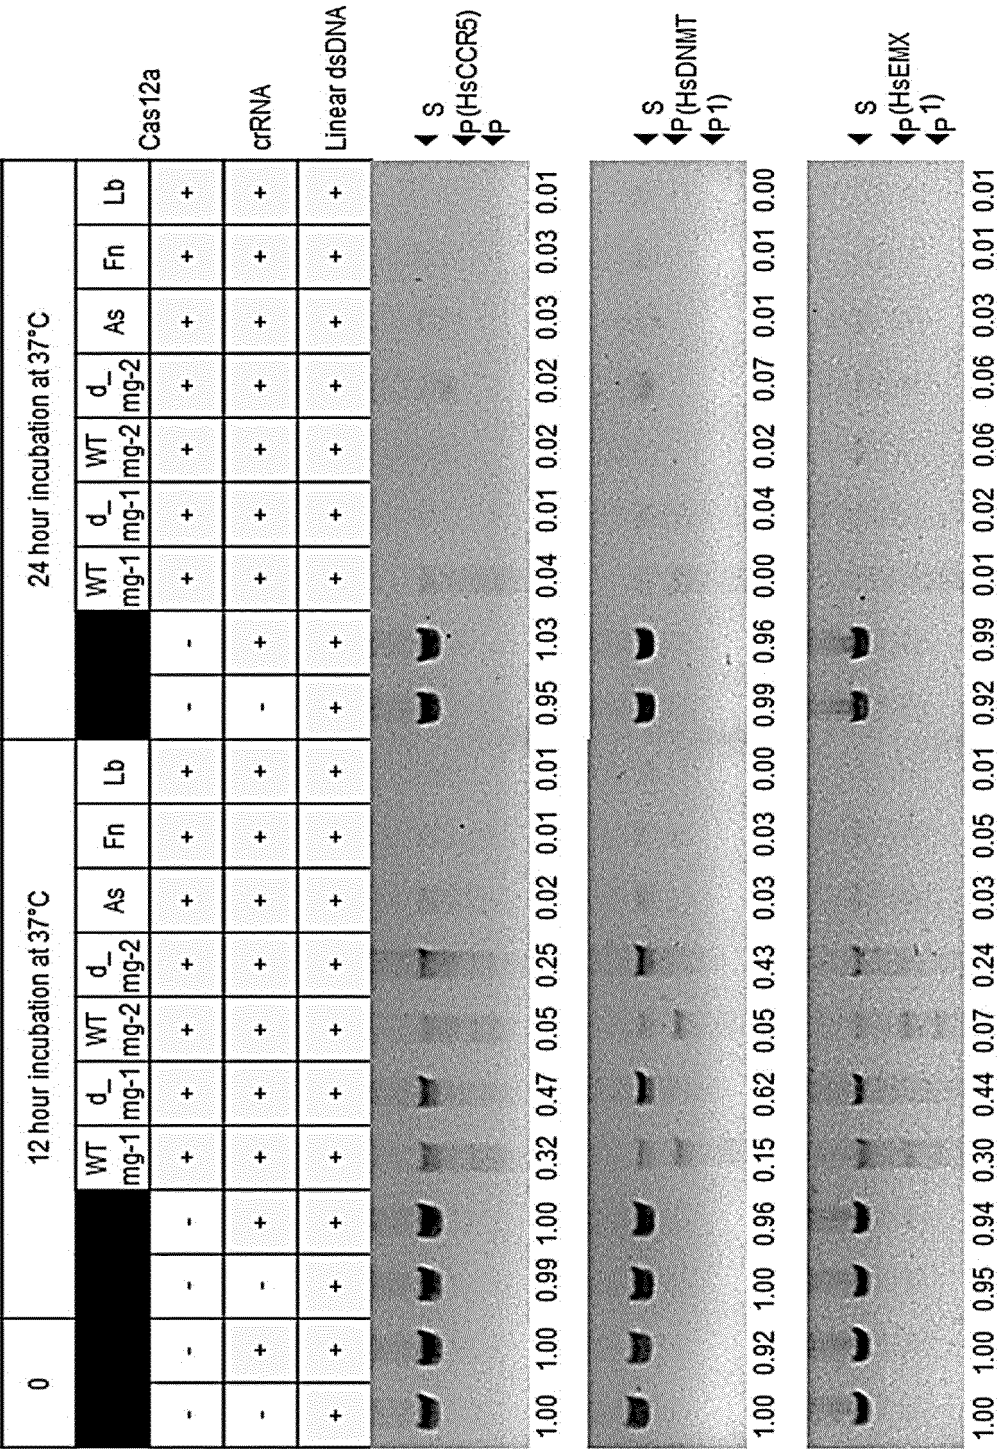 0 12 hour incubation at 37°C 24 hour incubation at 37°C
WT d_ WT d_ As Fn Lb WT d_ WT d_ As Fn Lb
mg-1 mg-1 mg-2 mg-2 mg-1 mg-1 mg-2 mg-2
- - - - + + + + + + + - - + + + + + + + Cas12a
- + - + + + + + + + + - + + + + + + + + crRNA
+ + + + + + + + + + + + + + + + + + + + Linear dsDNA
◀ S
◀P(HsCCR5)
◀P
1.00 1.00 0.99 1.00 0.32 0.47 0.05 0.25 0.02 0.01 0.01 0.95 1.03 0.04 0.01 0.02 0.02 0.03 0.03 0.01
◀ S
◀P(HsDNMT
◀P1)
1.00 0.92 1.00 0.96 0.15 0.62 0.05 0.43 0.03 0.03 0.00 0.99 0.96 0.00 0.04 0.02 0.07 0.01 0.01 0.00
◀ S
◀P(HsEMX
◀P1)
1.00 1.00 0.95 0.94 0.30 0.44 0.07 0.24 0.03 0.05 0.01 0.92 0.99 0.01 0.02 0.06 0.06 0.03 0.01 0.01